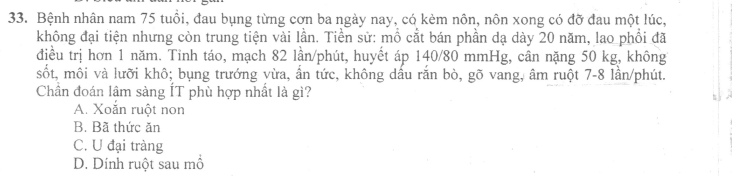 33. Bệnh nhân nam 75 tuổi, đau bụng từng cơn ba ngày nay, có kèm nôn, nôn xong có đỡ đau một lúc,
không đại tiện nhưng còn trung tiện vài lần. Tiền sử: mổ cắt bán phần dạ dày 20 năm, lao phổi đã
điều trị hơn 1 năm. Tỉnh táo, mạch 82 lần/phút, huyết áp 140/80 mmHg, cân nặng 50 kg, không
sốt, môi và lưỡi khô; bụng trướng vừa, ấn tức, không dấu rắn bò, gõ vang, âm ruột 7-8 lần/phút.
Chẩn đoán lâm sàng ÍT phù hợp nhất là gì?
A. Xoắn ruột non
B. Bã thức ăn
C. U đại tràng
D. Dính ruột sau mổ